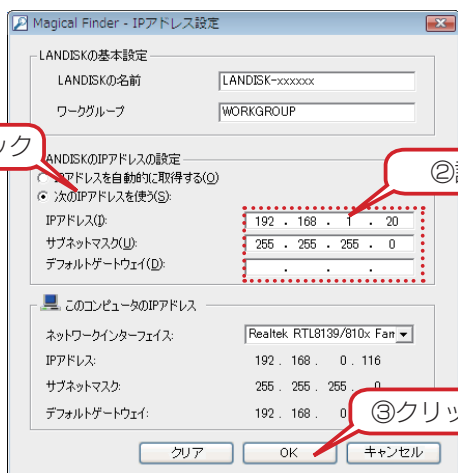 Magical Finder - IPアドレス設定
LANDISKの基本設定
LANDISKの名前 LANDISK-xxxxxx
ワークグループ WORKGROUP
ック
ANDISKのIPアドレスの設定
IPアドレスを自動的に取得する(O)
②
次のIPアドレスを使う(S):
IPアドレス(I): 192 . 168 . 1 . 20
サブネットマスク(U): 255 . 255 . 255 . 0
デフォルトゲートウェイ(D): . . .
このコンピュータのIPアドレス
ネットワークインターフェイス: Realtek RTL8139/810x Fam
IPアドレス: 192 . 168 . 0 . 116
サブネットマスク: 255 . 255 . 255 . 0
デフォルトゲートウェイ: 192 . 168 . 0
③クリッ
クリア OK キャンセル